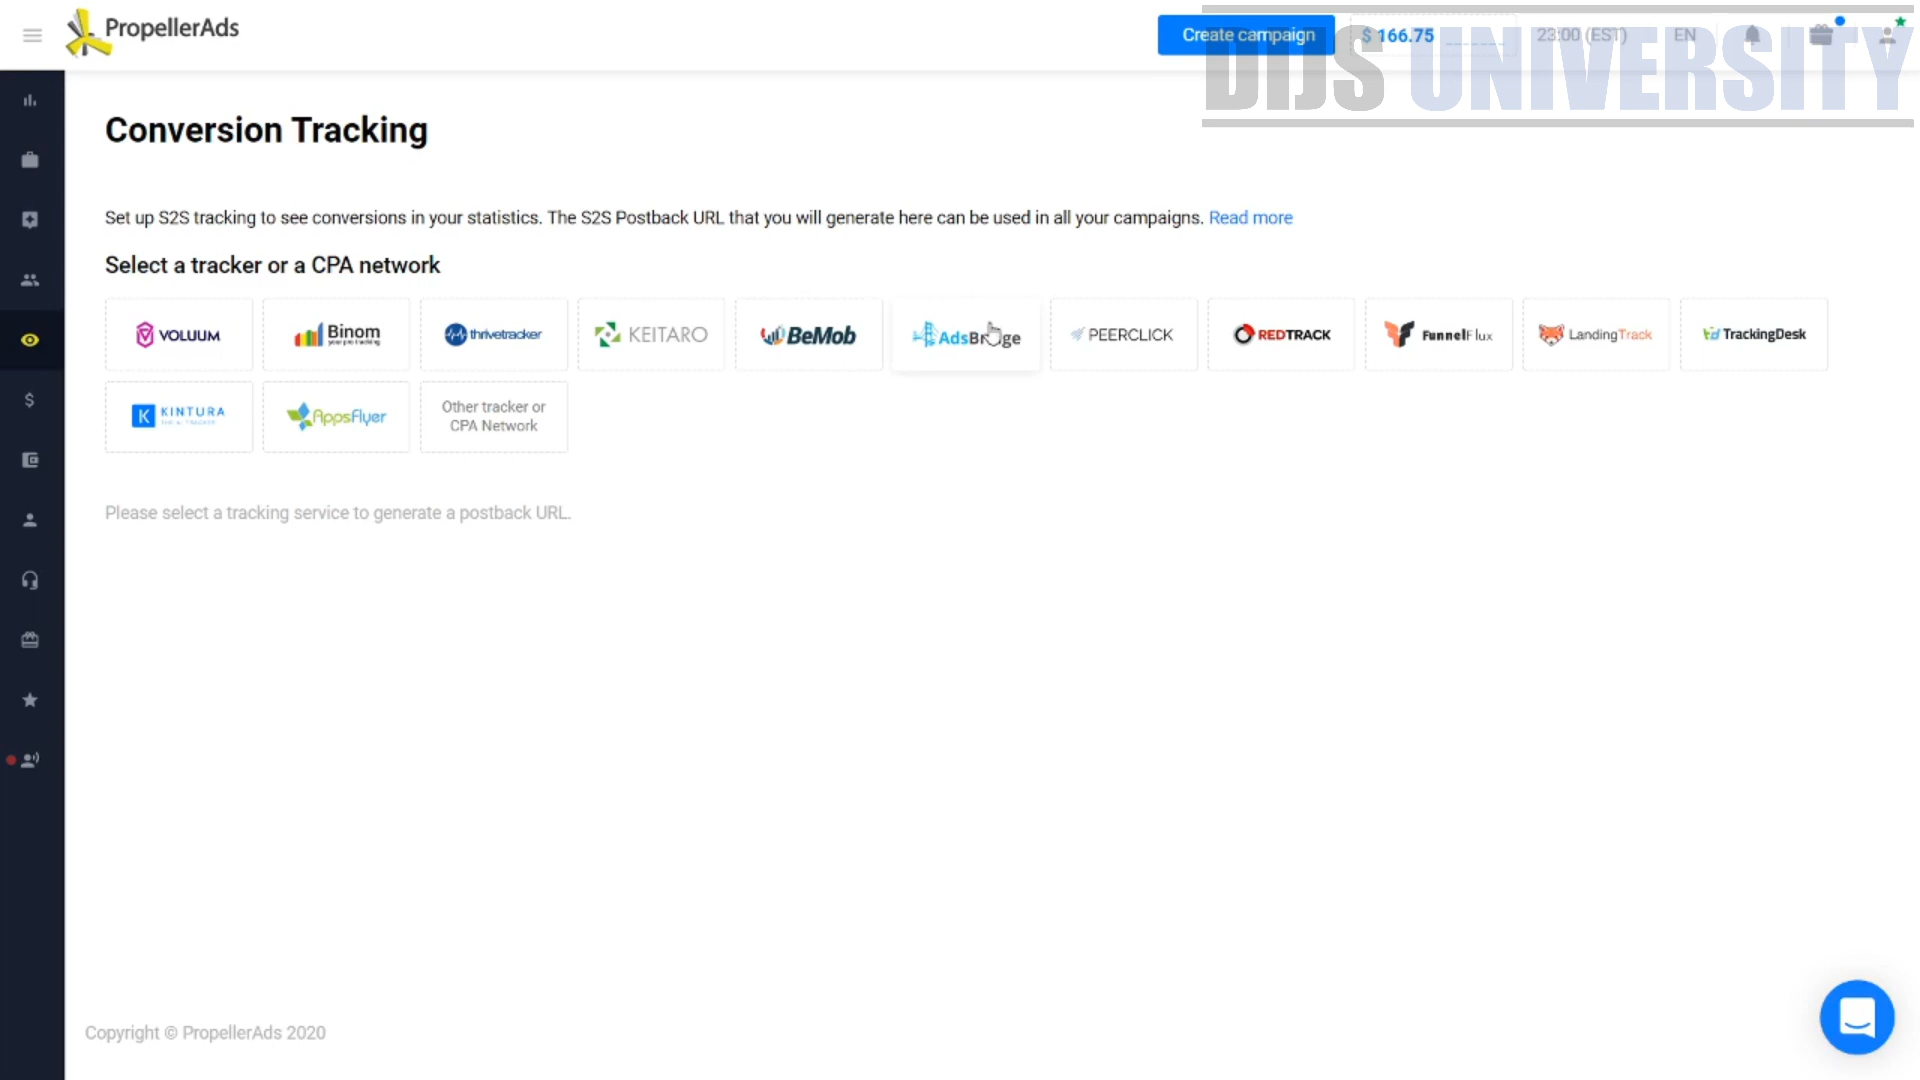 PropellerAds
Create campaign
$ 166.75
23:00 (EST)
EN
DIJS UNIVERSITY
Conversion Tracking
Set up S2S tracking to see conversions in your statistics. The S2S Postback URL that you will generate here can be used in all your campaigns. Read more
Select a tracker or a CPA network
VOLUUM
Binom
your pro tracking
thrivetracker
KEITARO
BeMob
AdsBridge
PEERCLICK
REDTRACK
FunnelFlux
LandingTrack
TrackingDesk
KINTURA
AppsFlyer
Other tracker or
CPA Network
Please select a tracking service to generate a postback URL.
Copyright © PropellerAds 2020